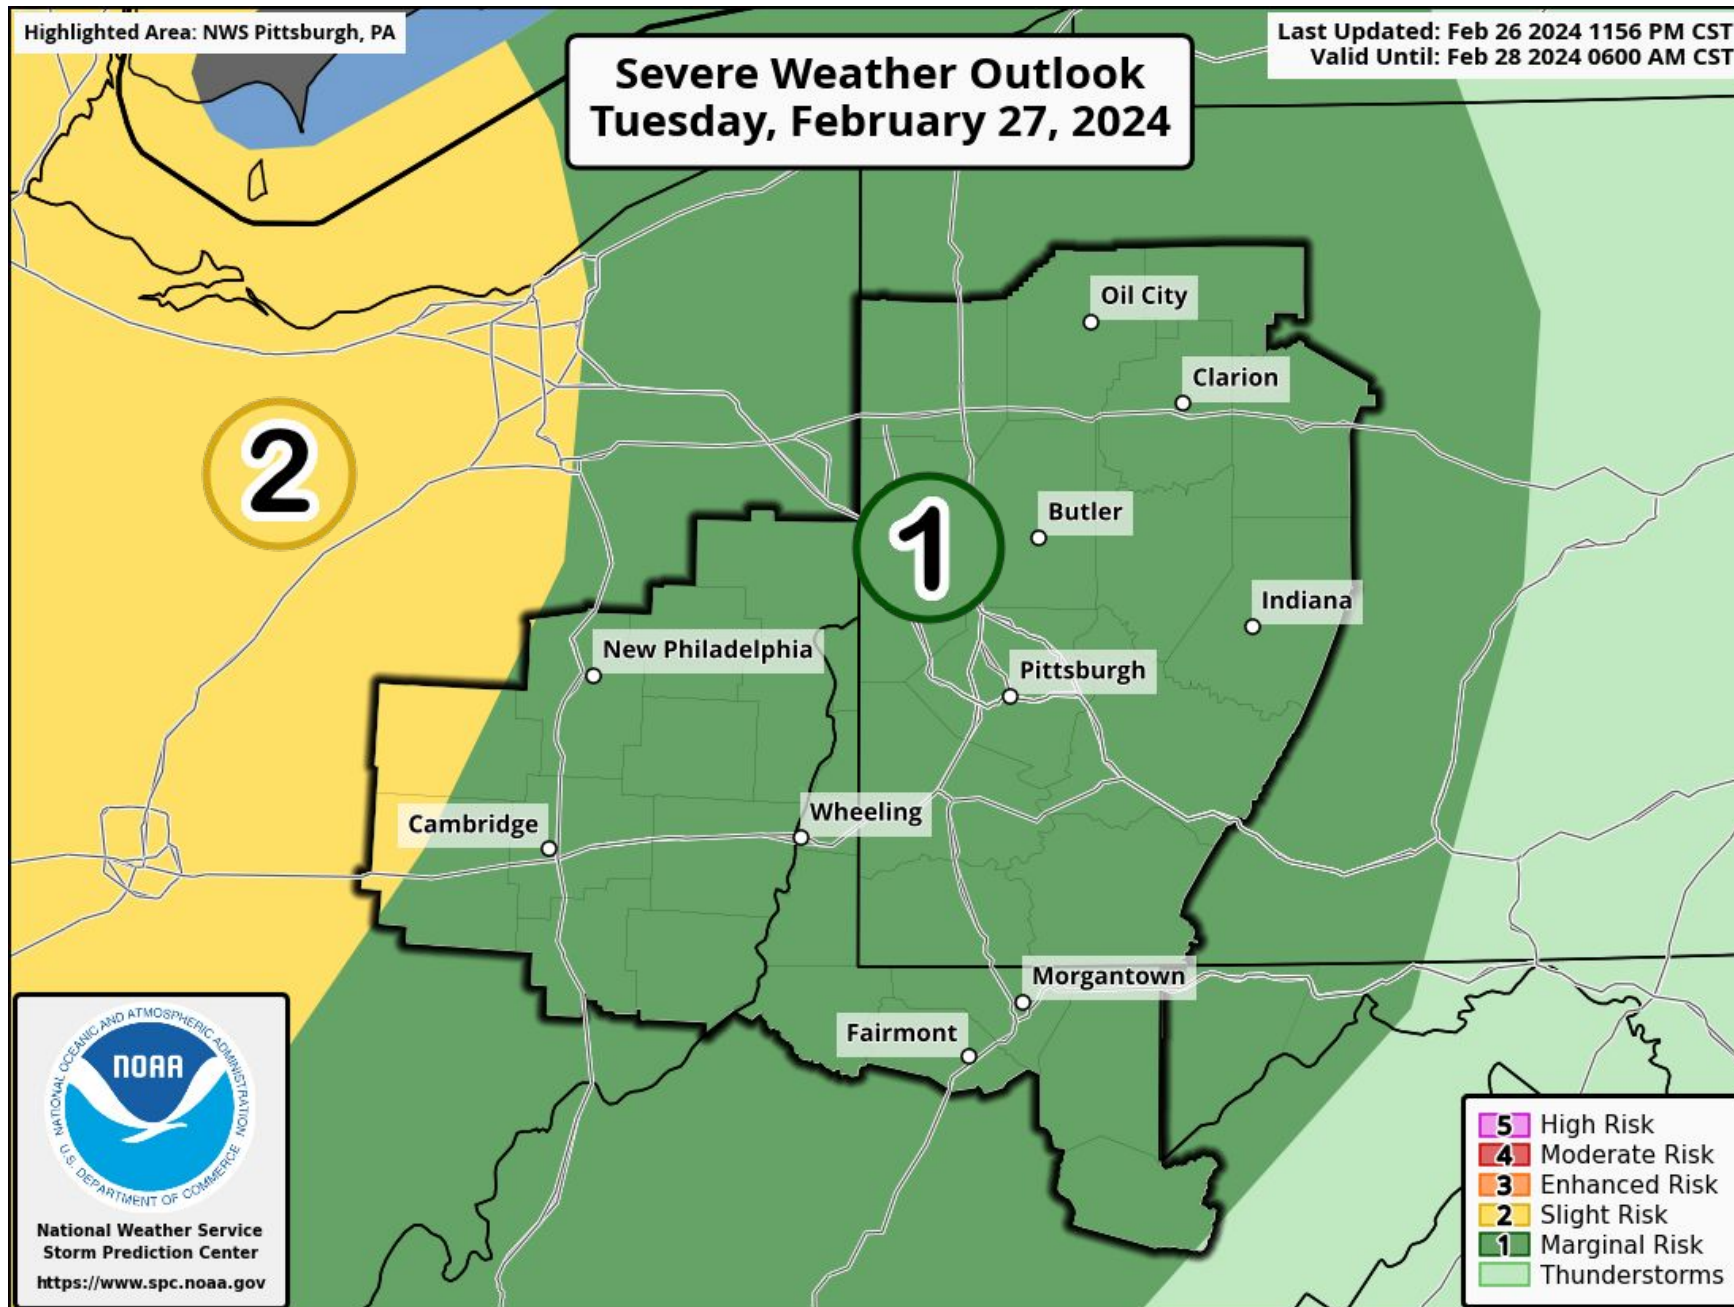 Highlighted Area: NWS Pittsburgh, PA
Severe Weather Outlook
Tuesday, February 27, 2024
Last Updated: Feb 26 2024 1156 PM CST
Valid Until: Feb 28 2024 0600 AM CST
Oil City
Clarion
2
1
Butler
Indiana
New Philadelphia
Pittsburgh
Wheeling
Cambridge
Morgantown
Fairmont
NATIONAL OCEANIC AND ATMOSPHERIC ADMINISTRATION
NOAA
U.S. DEPARTMENT OF COMMERCE
National Weather Service
Storm Prediction Center
https://www.spc.noaa.gov
5 High Risk
4 Moderate Risk
3 Enhanced Risk
2 Slight Risk
1 Marginal Risk
Thunderstorms